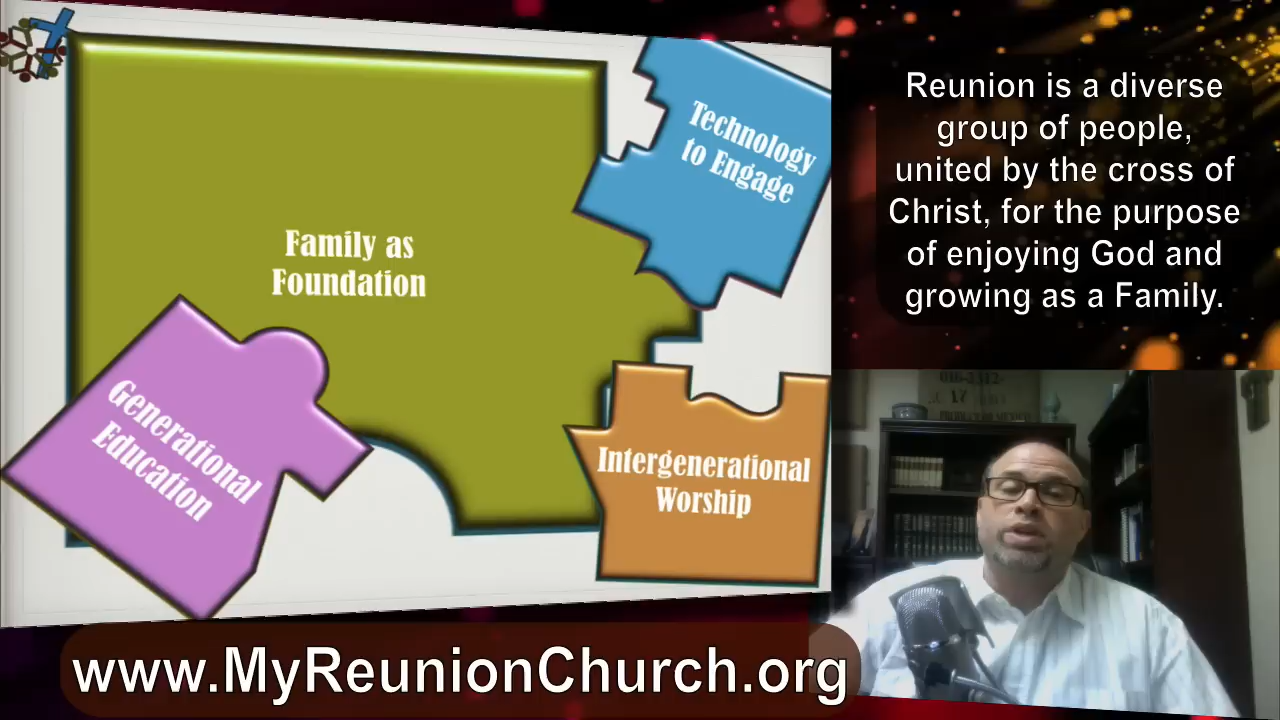 Family as
Foundation
Technology
to Engage
Generational
Education
Intergenerational
Worship
Reunion is a diverse
group of people,
united by the cross of
Christ, for the purpose
of enjoying God and
growing as a Family.
www.MyReunionChurch.org